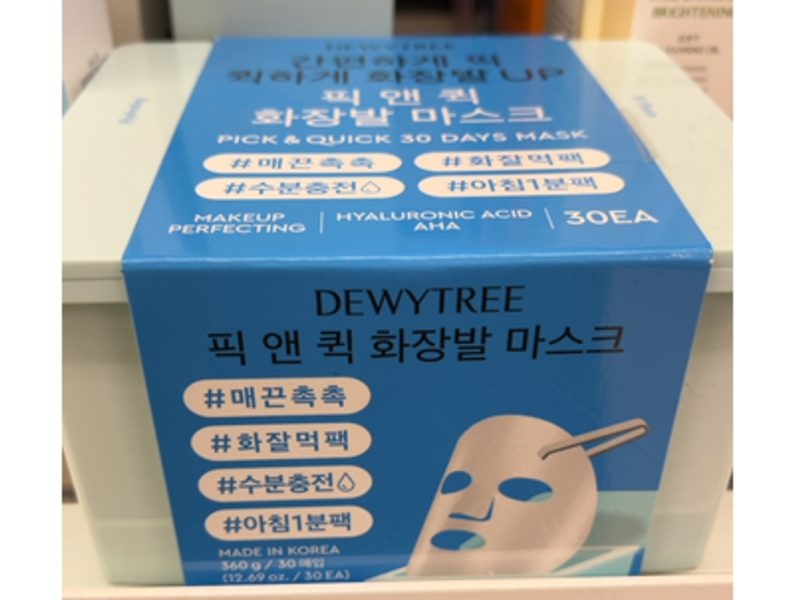 DEWYTREE
간편하게 픽
퀵하게 화장발 UP
픽 앤 퀵
화장발 마스크
PICK & QUICK 30 DAYS MASK
#매끈촉촉
#화잘먹팩
#수분충전
#아침1분팩
MAKEUP
PERFECTING
HYALURONIC ACID
AHA
30EA
DEWYTREE
픽 앤 퀵 화장발 마스크
#매끈촉촉
#화잘먹팩
#수분충전
#아침1분팩
MADE IN KOREA
360 g / 30 매입
(12.69 oz. / 30 EA)
BRIGHTENING